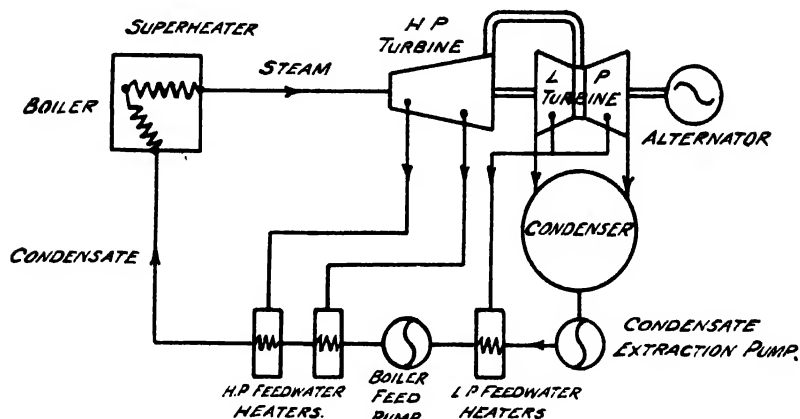 SUPERHEATER
H P
TURBINE
STEAM
BOILER
L P
TURBINE
ALTERNATOR
CONDENSER
CONDENSATE
CONDENSATE
EXTRACTION PUMP.
H.P FEEDWATER
HEATERS.
BOILER
FEED
PUMP
L P FEEDWATER
HEATERS